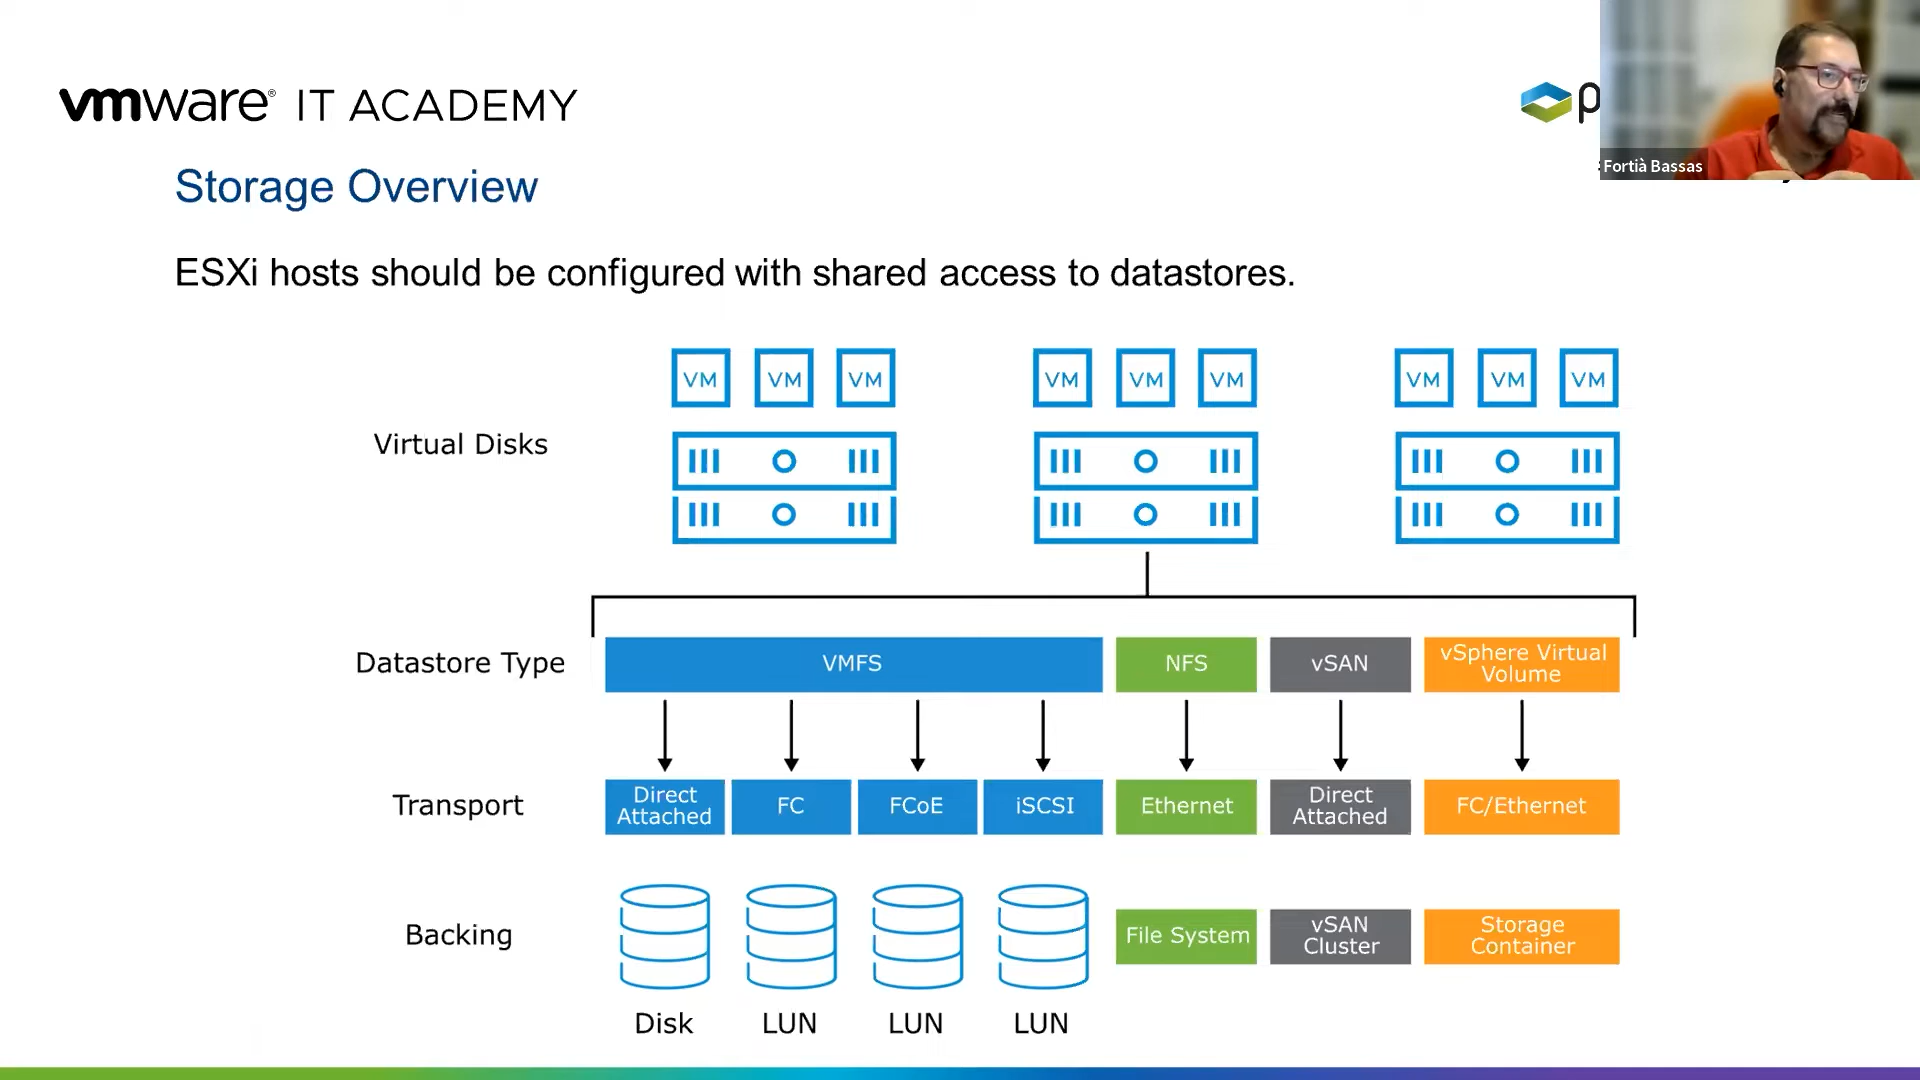 vmware® IT ACADEMY
p
Fortià Bassas
Storage Overview
ESXi hosts should be configured with shared access to datastores.
VM VM VM VM VM VM VM VM VM
Virtual Disks
Datastore Type
VMFS
NFS
vSAN
vSphere Virtual
Volume
Transport
Direct
Attached
FC
FCoE
iSCSI
Ethernet
Direct
Attached
FC/Ethernet
Backing
File System
vSAN
Cluster
Storage
Container
Disk
LUN
LUN
LUN